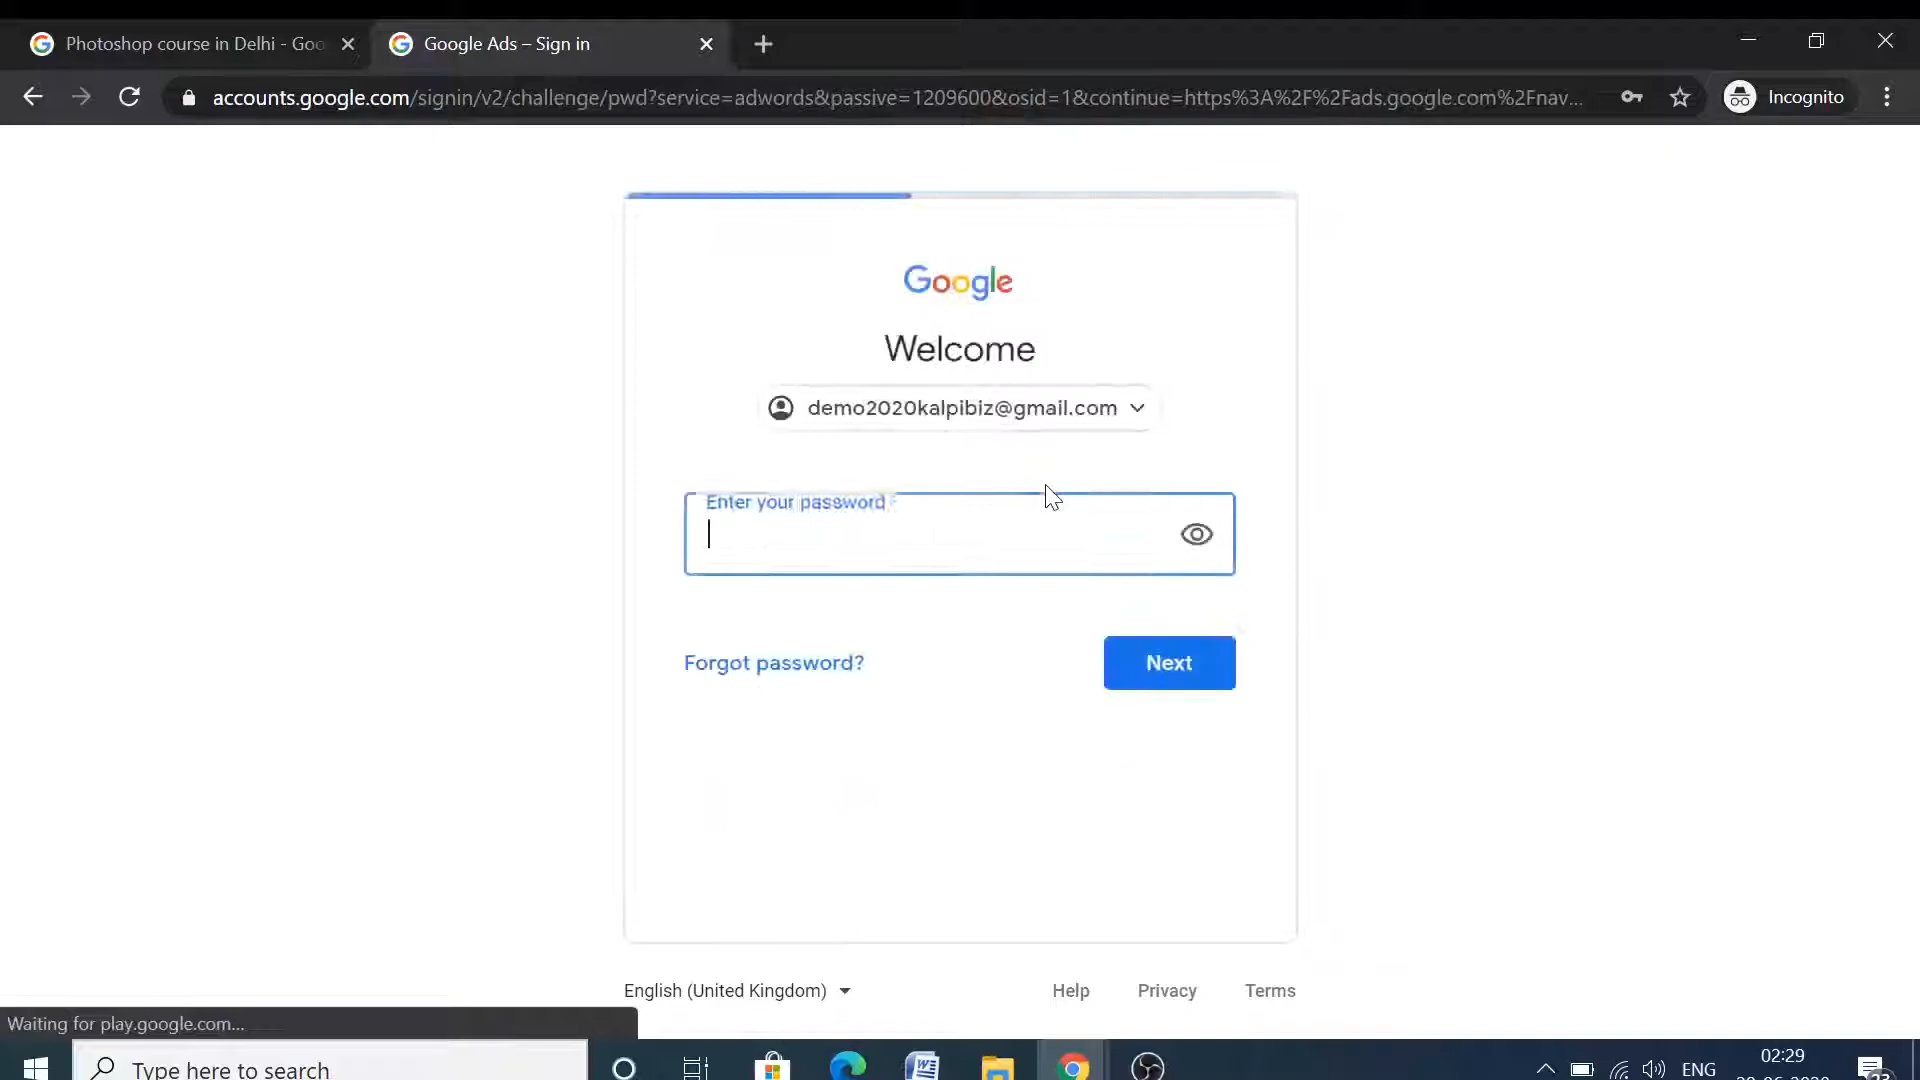 Photoshop course in Delhi - Goo
Google Ads – Sign in
accounts.google.com/signin/v2/challenge/pwd?service=adwords&passive=1209600&osid=1&continue=https%3A%2F%2Fads.google.com%2Fnav...
Incognito
Google
Welcome
demo2020kalpibiz@gmail.com
Enter your password
Forgot password?
Next
English (United Kingdom)
Help
Privacy
Terms
Waiting for play.google.com...
Type here to search
ENG
02:29